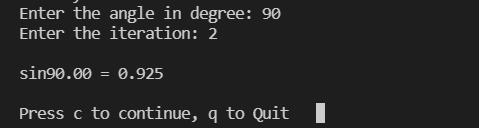 Enter the angle in degree: 90
Enter the iteration: 2
sin90.00 = 0.925
Press c to continue, q to Quit